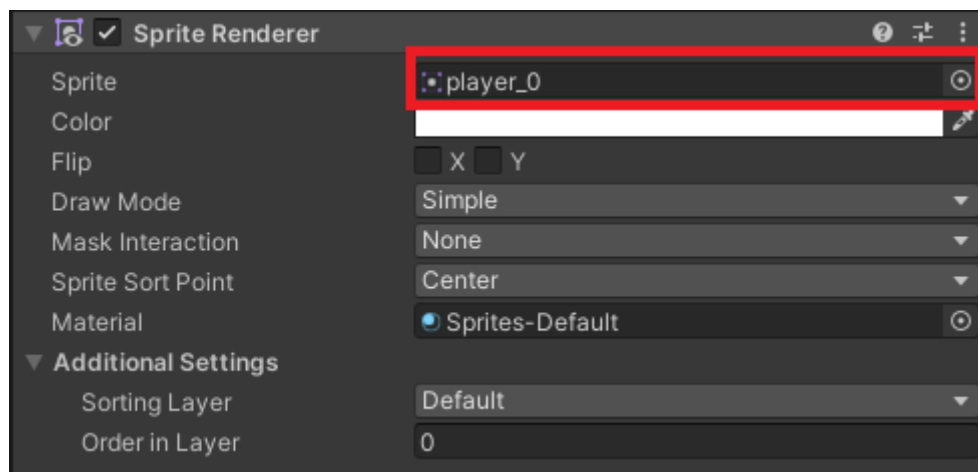 Sprite Renderer
Sprite player_0
Color
Flip X Y
Draw Mode Simple
Mask Interaction None
Sprite Sort Point Center
Material Sprites-Default
Additional Settings
Sorting Layer Default
Order in Layer 0